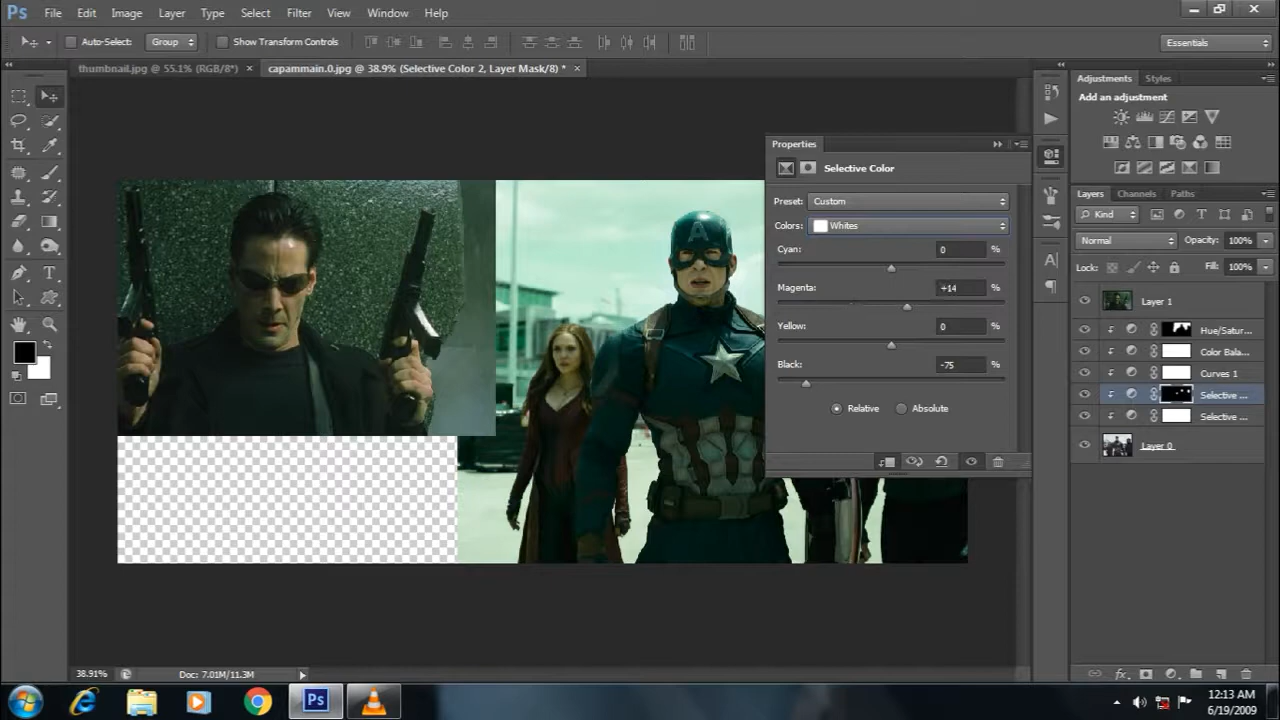 Ps File Edit Image Layer Type Select Filter View Window Help
Auto-Select: Group Show Transform Controls Essentials
thumbnail.jpg @ 55.1% (RGB/8*) × capammain.0.jpg @ 38.9% (Selective Color 2, Layer Mask/8) * ×
Adjustments Styles
Add an adjustment
Properties
Selective Color
Preset: Custom
Colors: Whites
Cyan: 0 %
Magenta: +14 %
Yellow: 0 %
Black: -75 %
Relative Absolute
Layers Channels Paths
Kind
Normal Opacity: 100%
Lock: Fill: 100%
Layer 1
Hue/Satur...
Color Bala...
Curves 1
Selective ...
Selective ...
Layer 0
A
38.91% Doc: 7.01M/11.3M
Ps
12:13 AM
6/19/2009